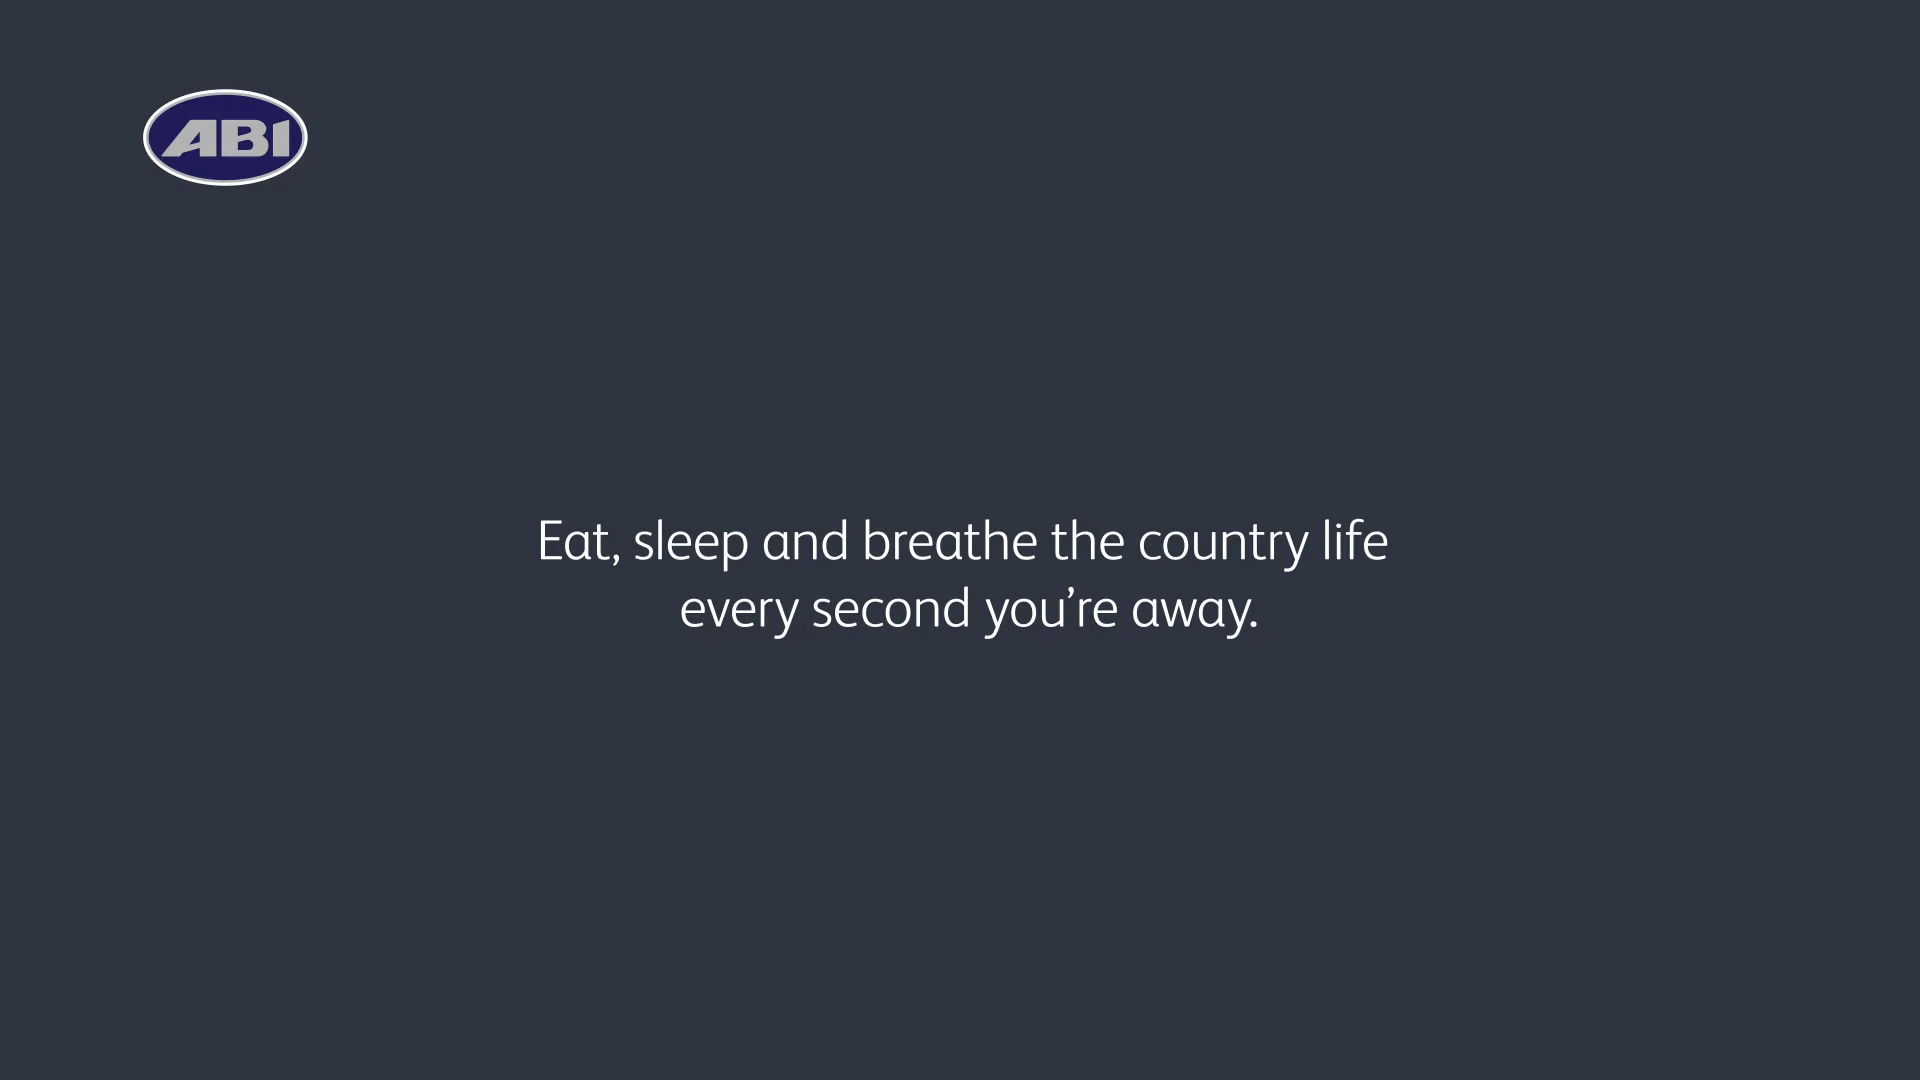 ABI
Eat, sleep and breathe the country life
every second you’re away.